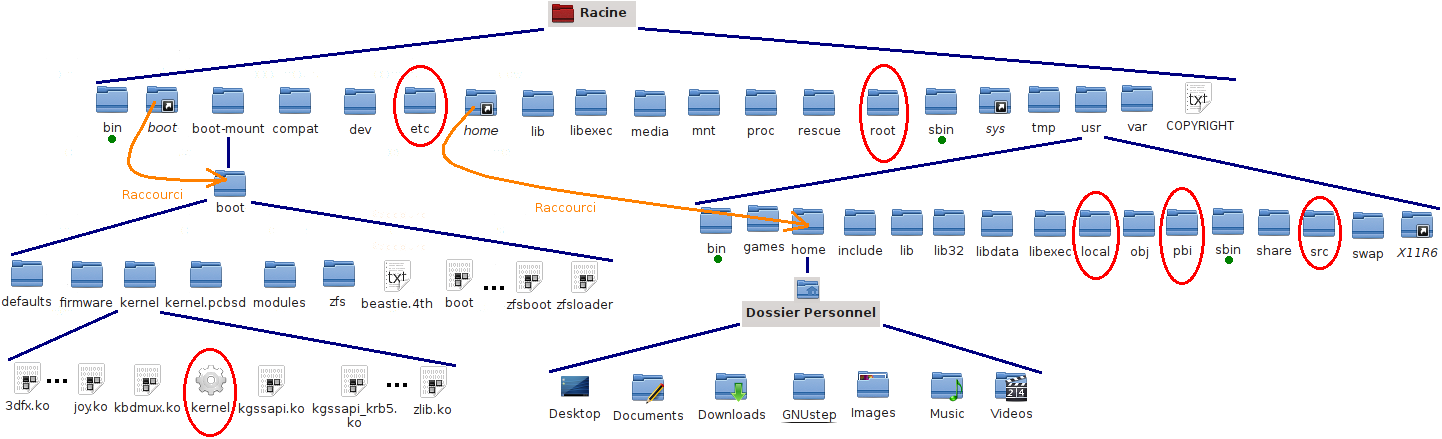 Racine
bin boot boot-mount compat dev etc home lib libexec media mnt proc rescue root sbin sys tmp usr var COPYRIGHT
Raccourci Raccourci
boot
bin games home include lib lib32 libdata libexec local obj pbi sbin share src swap X11R6
defaults firmware kernel kernel.pcbsd modules zfs beastie.4th boot ... zfsboot zfsloader
Dossier Personnel
3dfx.ko ... joy.ko kbdmux.ko kernel kgssapi.ko kgssapi_krb5. ... zlib.ko
ko
Desktop Documents Downloads GNUstep Images Music Videos